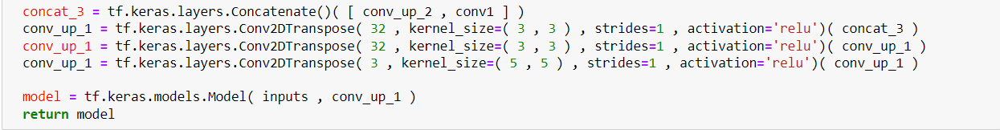 concat_3 = tf.keras.layers.Concatenate()( [ conv_up_2 , conv1 ] )
conv_up_1 = tf.keras.layers.Conv2DTranspose( 32 , kernel_size=( 3 , 3 ) , strides=1 , activation='relu')( concat_3 )
conv_up_1 = tf.keras.layers.Conv2DTranspose( 32 , kernel_size=( 3 , 3 ) , strides=1 , activation='relu')( conv_up_1 )
conv_up_1 = tf.keras.layers.Conv2DTranspose( 3 , kernel_size=( 5 , 5 ) , strides=1 , activation='relu')( conv_up_1 )
model = tf.keras.models.Model( inputs , conv_up_1 )
return model